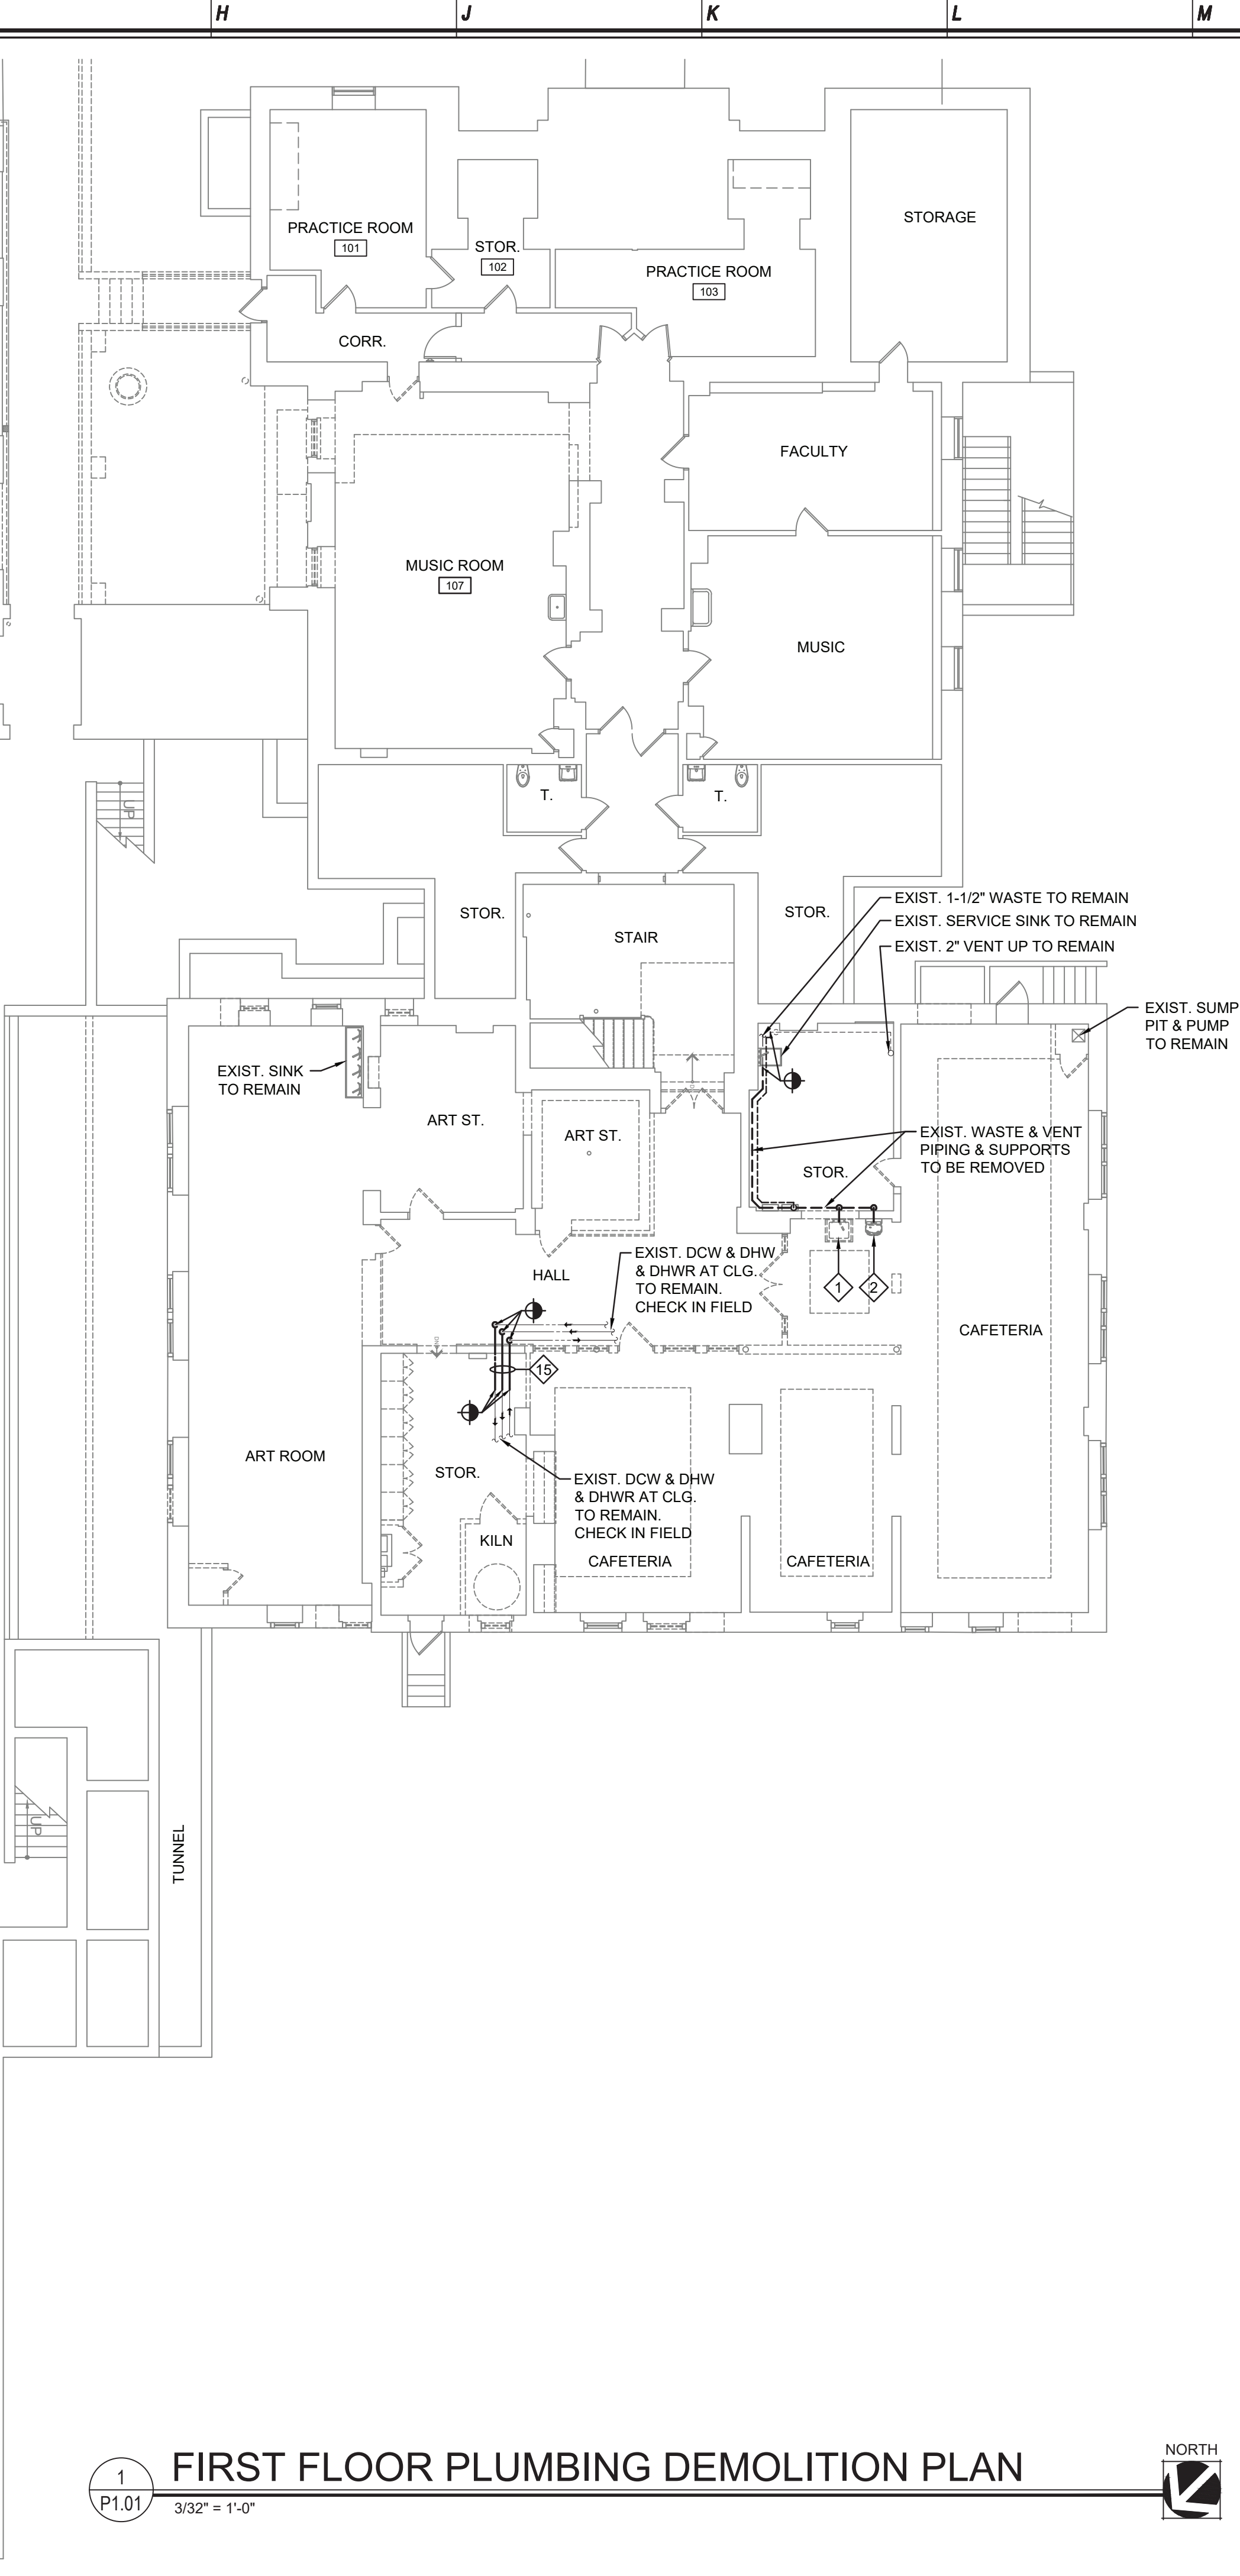 H J K L M
PRACTICE ROOM
101
STOR.
102
PRACTICE ROOM
103
STORAGE
CORR.
FACULTY
MUSIC ROOM
107
MUSIC
T.
T.
UP
STOR.
STAIR
STOR.
EXIST. 1-1/2" WASTE TO REMAIN
EXIST. SERVICE SINK TO REMAIN
EXIST. 2" VENT UP TO REMAIN
EXIST. SUMP
PIT & PUMP
TO REMAIN
EXIST. SINK
TO REMAIN
ART ST.
ART ST.
EXIST. WASTE & VENT
PIPING & SUPPORTS
TO BE REMOVED
STOR.
HALL
EXIST. DCW & DHW
& DHWR AT CLG.
TO REMAIN.
CHECK IN FIELD
1
2
CAFETERIA
15
ART ROOM
STOR.
EXIST. DCW & DHW
& DHWR AT CLG.
TO REMAIN.
CHECK IN FIELD
KILN
CAFETERIA
CAFETERIA
UP
TUNNEL
1
P1.01
FIRST FLOOR PLUMBING DEMOLITION PLAN
3/32" = 1'-0"
NORTH